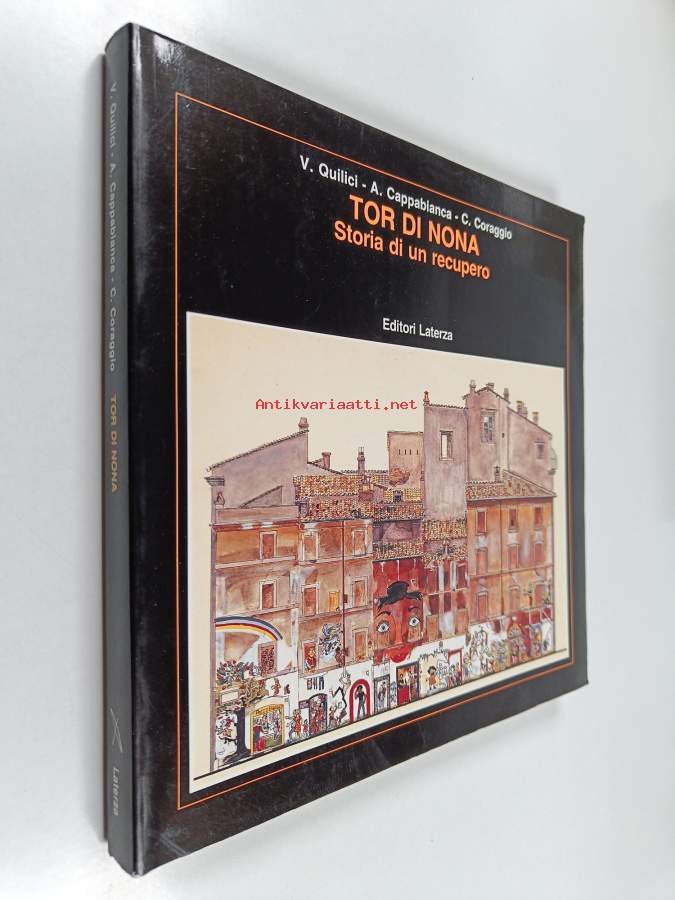 V. Quilici - A. Cappabianca - C. Coraggio
TOR DI NONA
Storia di un recupero
Editori Laterza
Antikvariaatti.net
V. Quilici - A. Cappabianca - C. Coraggio TOR DI NONA
Laterza